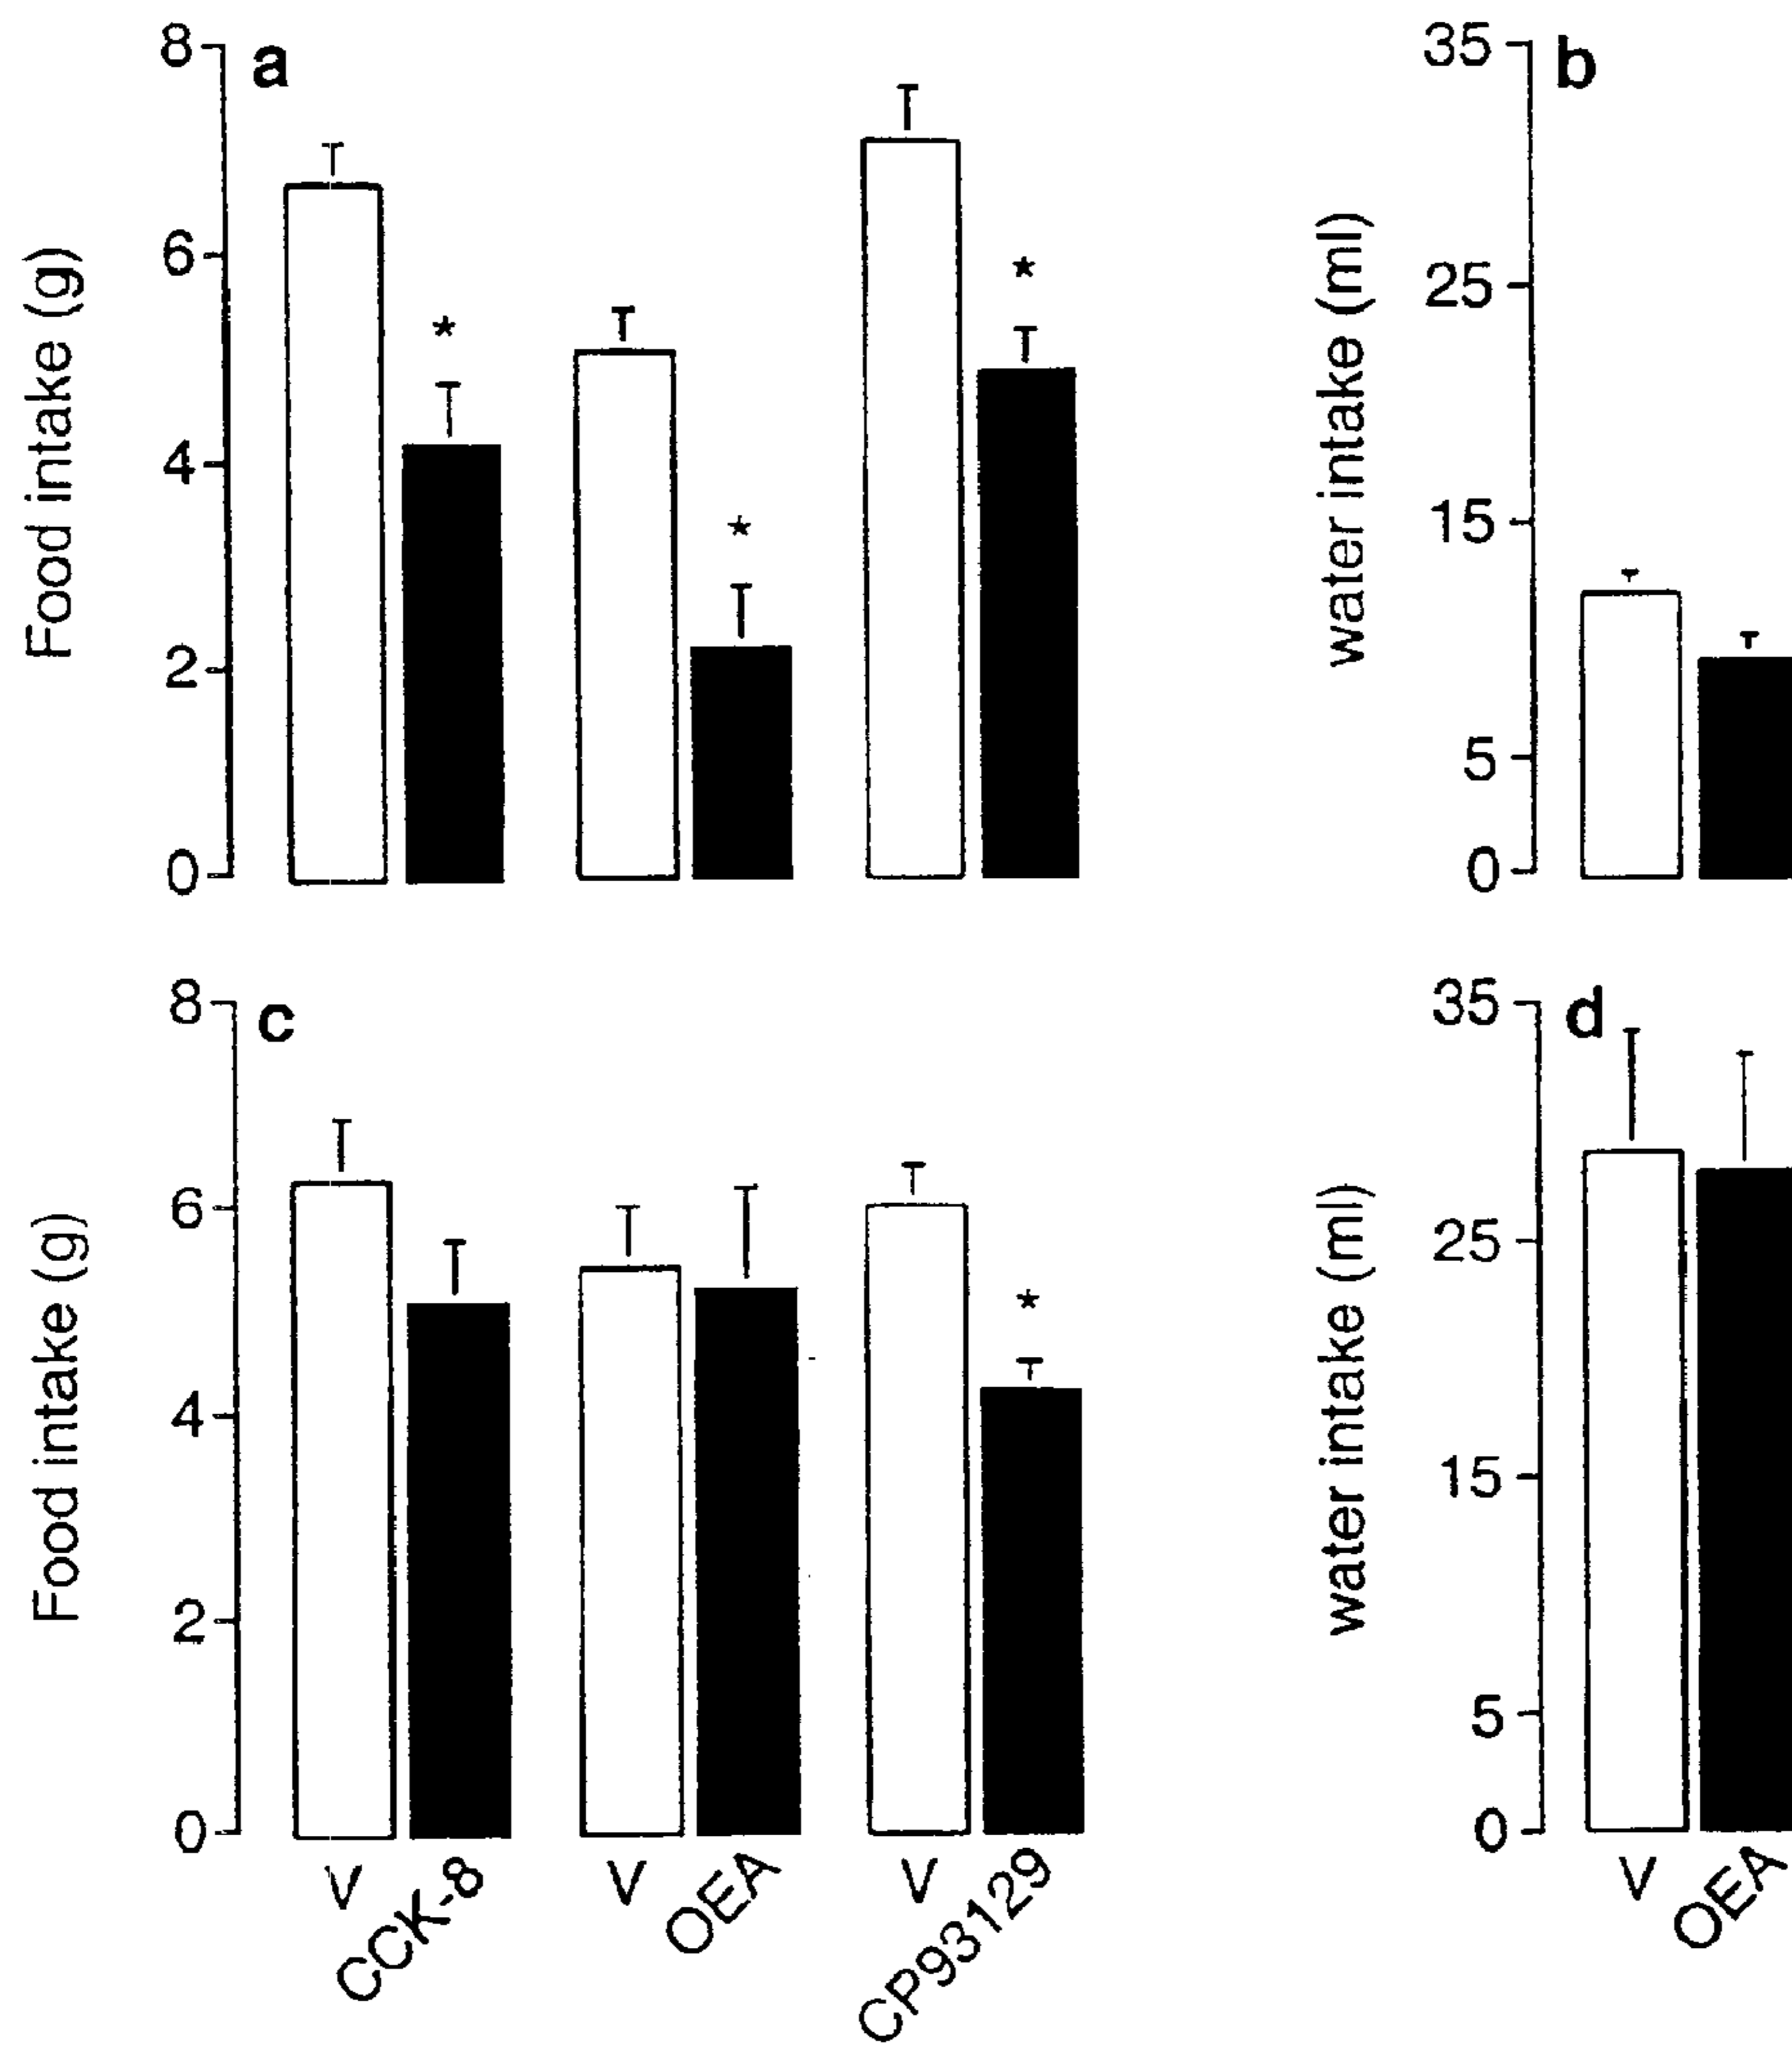 a
8
6
4
2
0
Food intake (g)
*
*
*
b
35
25
15
5
0
water intake (ml)
c
8
6
4
2
0
Food intake (g)
*
V
CCK-8
V
OEA
V
CP93129
d
35
25
15
5
0
water intake (ml)
V
OEA